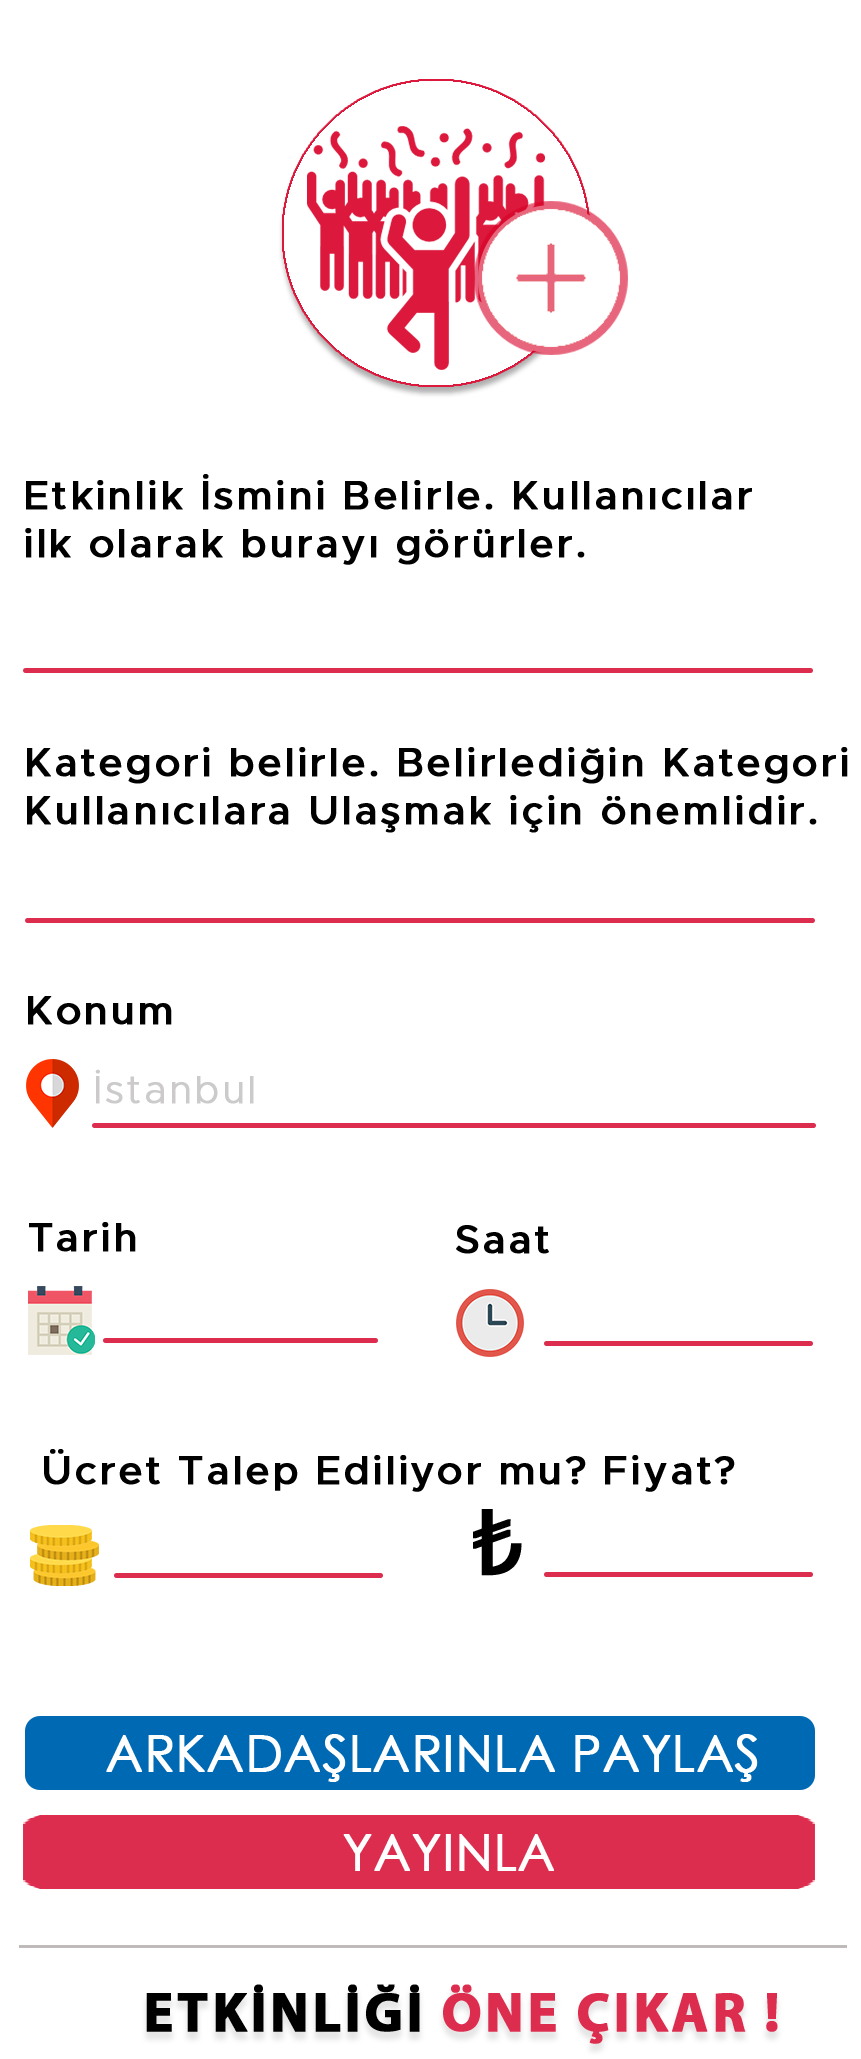 Etkinlik İsmini Belirle. Kullanıcılar
ilk olarak burayı görürler.
Kategori belirle. Belirlediğin Kategori
Kullanıcılara Ulaşmak için önemlidir.
Konum
İstanbul
Tarih
Saat
Ücret Talep Ediliyor mu? Fiyat?
₺
ARKADAŞLARINLA PAYLAŞ
YAYINLA
ETKİNLİĞİ ÖNE ÇIKAR !